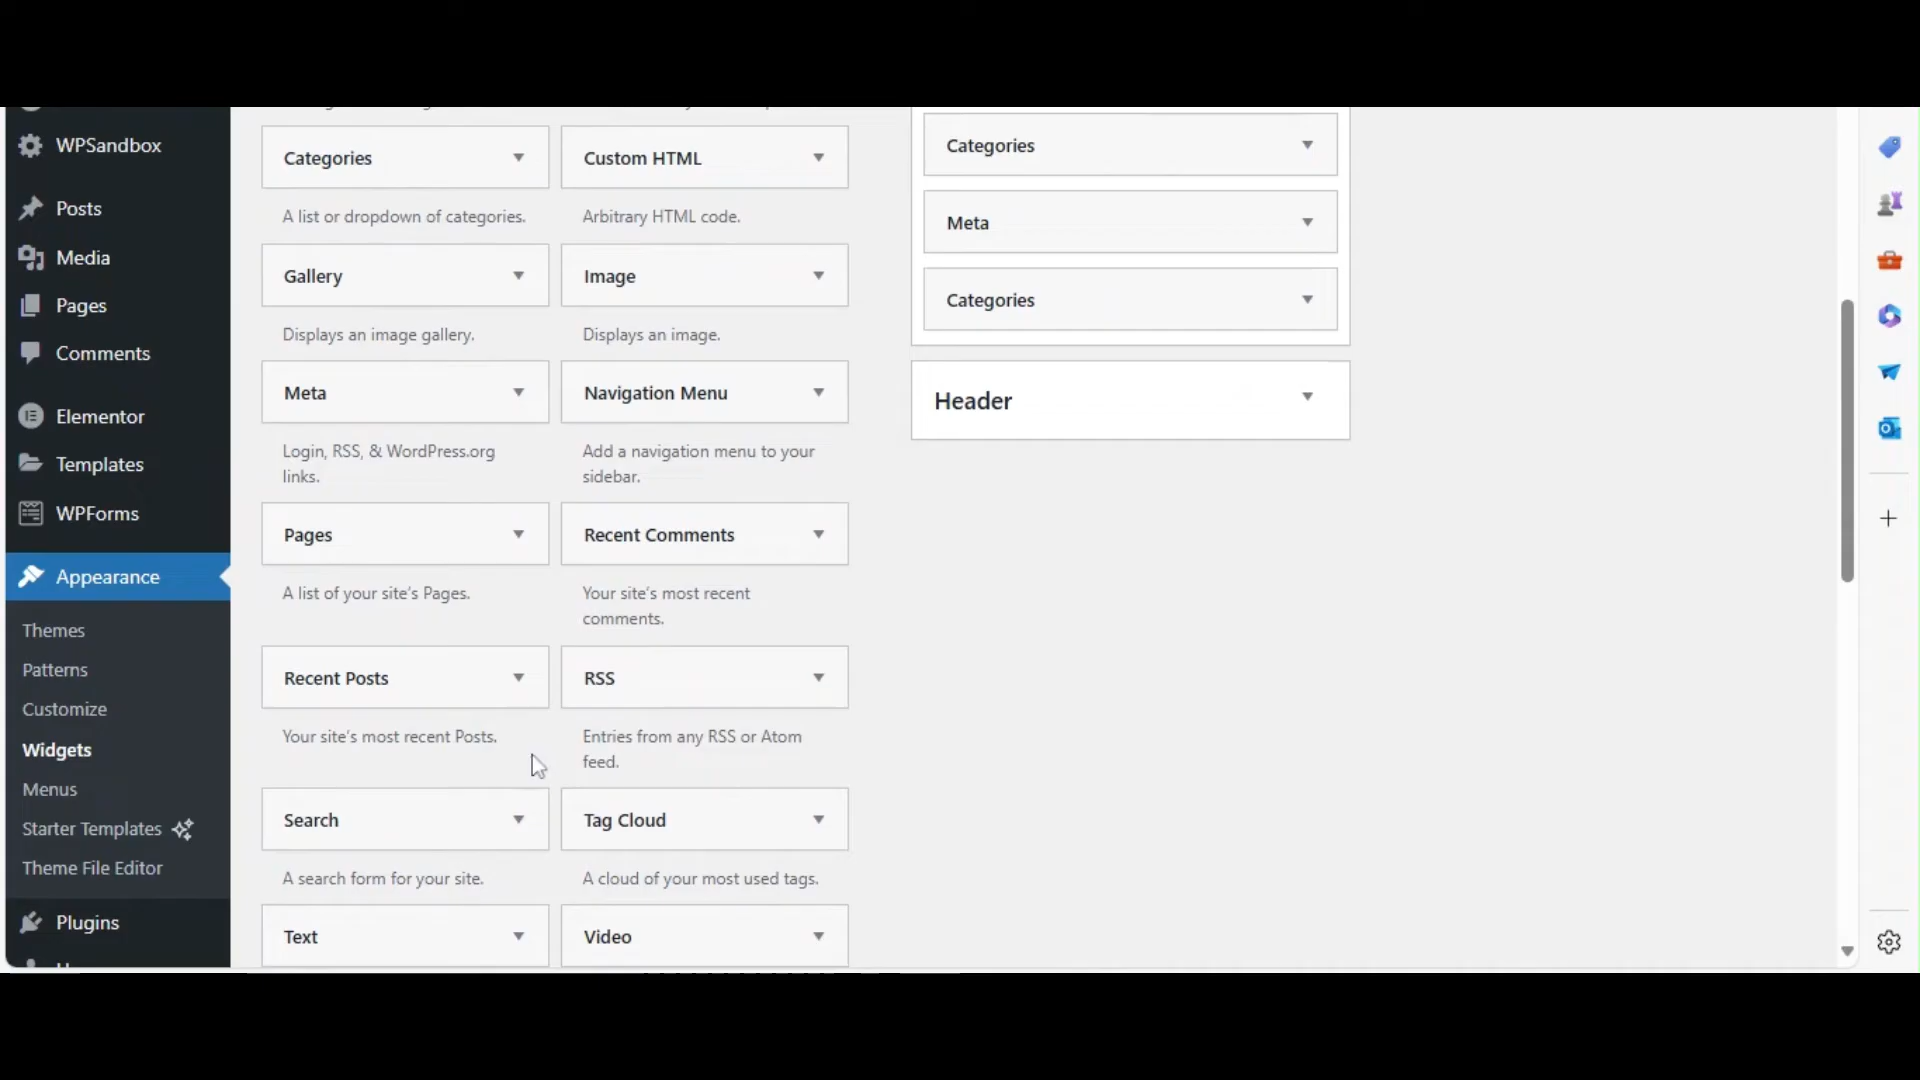 WPSandbox
Posts
Media
Pages
Comments
Elementor
Templates
WPForms
Appearance
Themes
Patterns
Customize
Widgets
Menus
Starter Templates
Theme File Editor
Plugins
Categories
A list or dropdown of categories.
Gallery
Displays an image gallery.
Meta
Login, RSS, & WordPress.org
links.
Pages
A list of your site's Pages.
Recent Posts
Your site's most recent Posts.
Search
A search form for your site.
Text
Custom HTML
Arbitrary HTML code.
Image
Displays an image.
Navigation Menu
Add a navigation menu to your
sidebar.
Recent Comments
Your site's most recent
comments.
RSS
Entries from any RSS or Atom
feed.
Tag Cloud
A cloud of your most used tags.
Video
Categories
Meta
Categories
Header